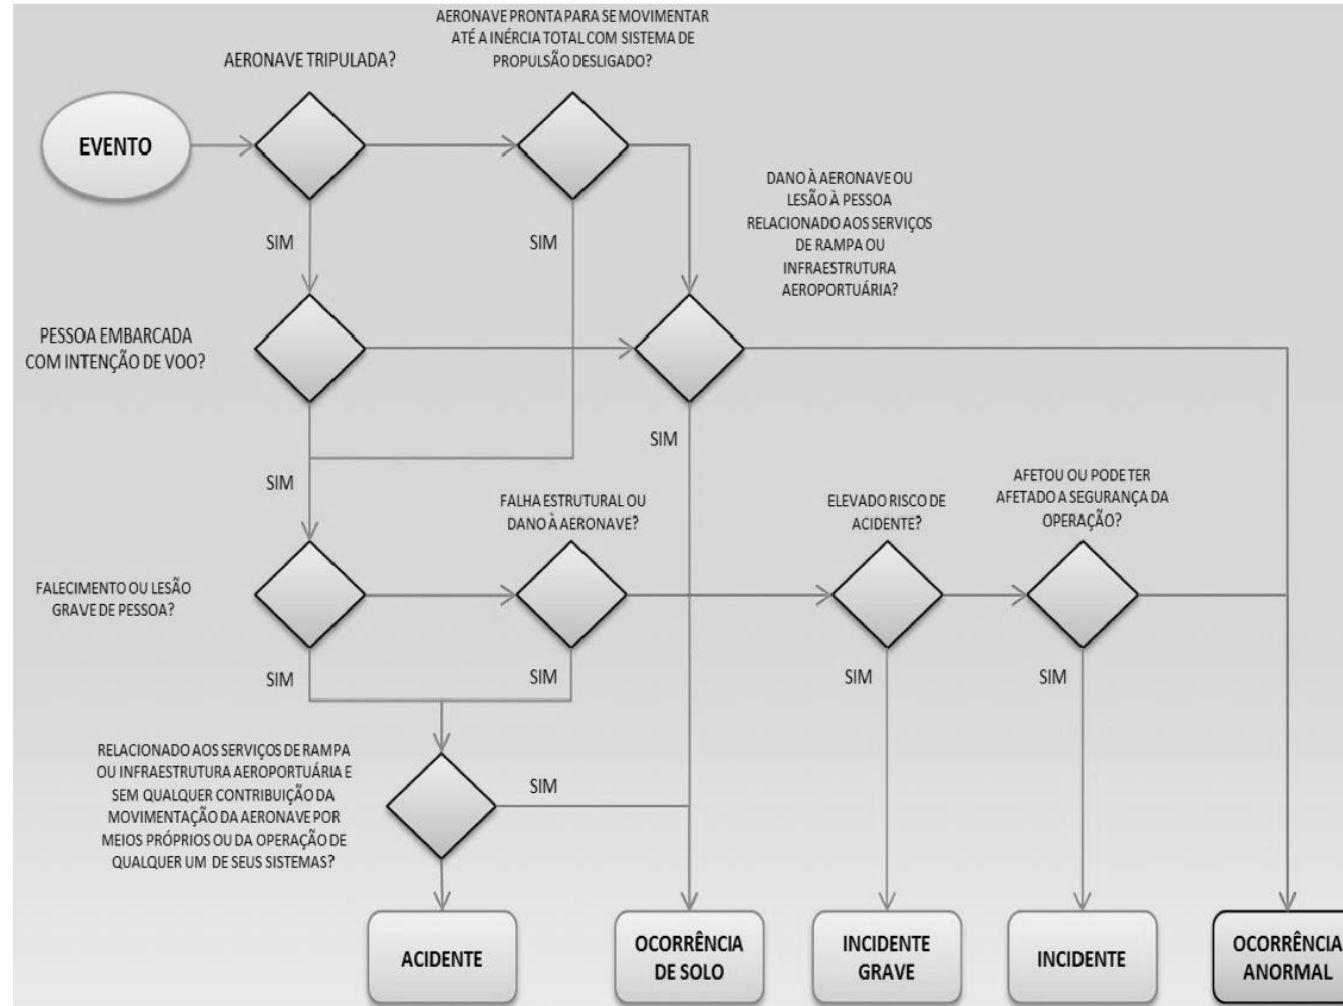 AERONAVE PRONTA PARA SE MOVIMENTAR
ATÉ A INÉRCIA TOTAL COM SISTEMA DE
PROPULSÃO DESLIGADO?
AERONAVE TRIPULADA?
EVENTO
DANO À AERONAVE OU
LESÃO À PESSOA
RELACIONADO AOS SERVIÇOS
DE RAMPA OU
INFRAESTRUTURA
AEROPORTUÁRIA?
SIM
SIM
PESSOA EMBARCADA
COM INTENÇÃO DE VOO?
SIM
SIM
FALHA ESTRUTURAL OU
DANO À AERONAVE?
ELEVADO RISCO DE
ACIDENTE?
AFETOU OU PODE TER
AFETADO A SEGURANÇA DA
OPERAÇÃO?
FALECIMENTO OU LESÃO
GRAVE DE PESSOA?
SIM
SIM
SIM
SIM
RELACIONADO AOS SERVIÇOS DE RAMPA
OU INFRAESTRUTURA AEROPORTUÁRIA E
SEM QUALQUER CONTRIBUIÇÃO DA
MOVIMENTAÇÃO DA AERONAVE POR
MEIOS PRÓPRIOS OU DA OPERAÇÃO DE
QUALQUER UM DE SEUS SISTEMAS?
SIM
ACIDENTE
OCORRÊNCIA
DE SOLO
INCIDENTE
GRAVE
INCIDENTE
OCORRÊNCIA
ANORMAL